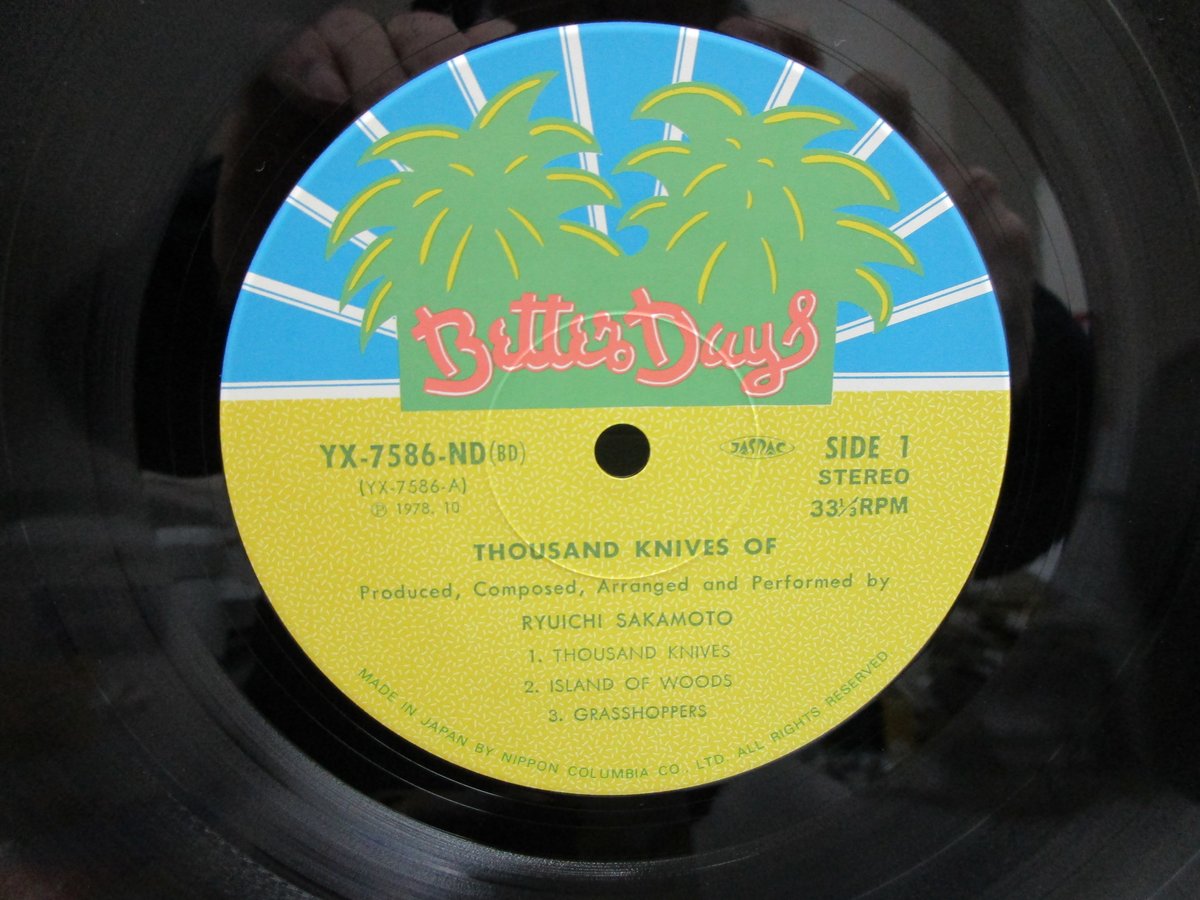 Better Days
YX-7586-ND(BD)
(YX-7586-A)
Ⓟ 1978. 10
JASRAC
SIDE 1
STEREO
33⅓RPM
THOUSAND KNIVES OF
Produced, Composed, Arranged and Performed by
RYUICHI SAKAMOTO
1. THOUSAND KNIVES
2. ISLAND OF WOODS
3. GRASSHOPPERS
MADE IN JAPAN BY NIPPON COLUMBIA CO., LTD. ALL RIGHTS RESERVED